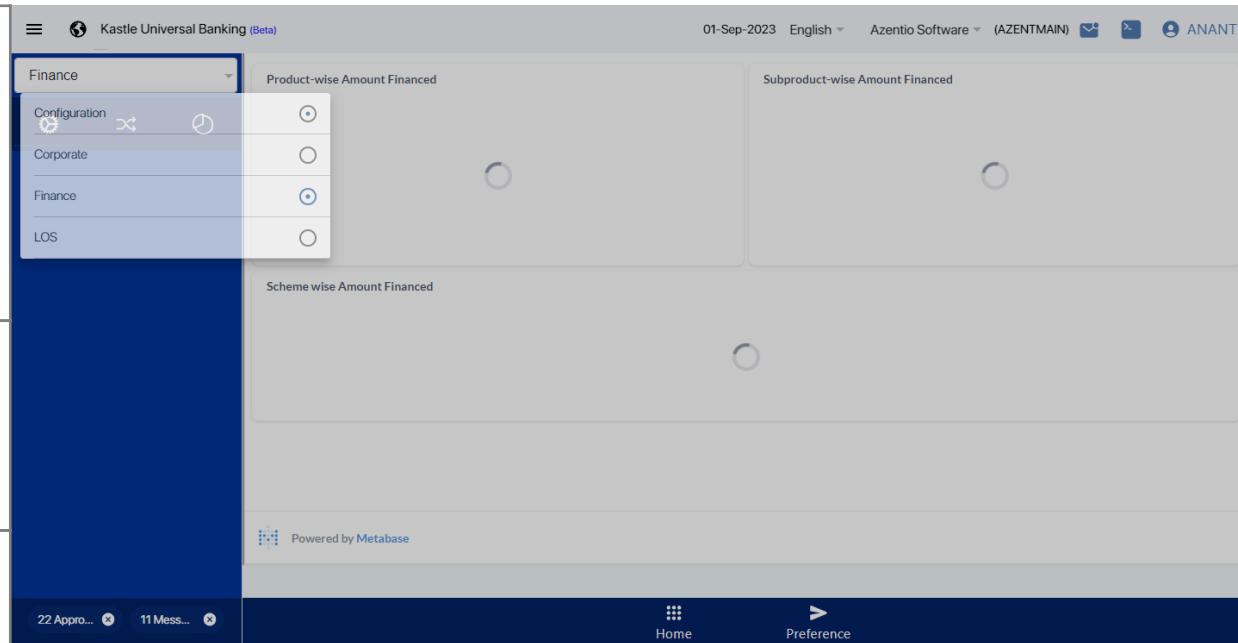 Kastle Universal Banking (Beta)
01-Sep-2023 English Azentio Software (AZENTMAIN) ANANT
Finance
Configuration
Corporate
Finance
LOS
Product-wise Amount Financed
Subproduct-wise Amount Financed
Scheme wise Amount Financed
Powered by Metabase
22 Appro... 11 Mess...
Home
Preference